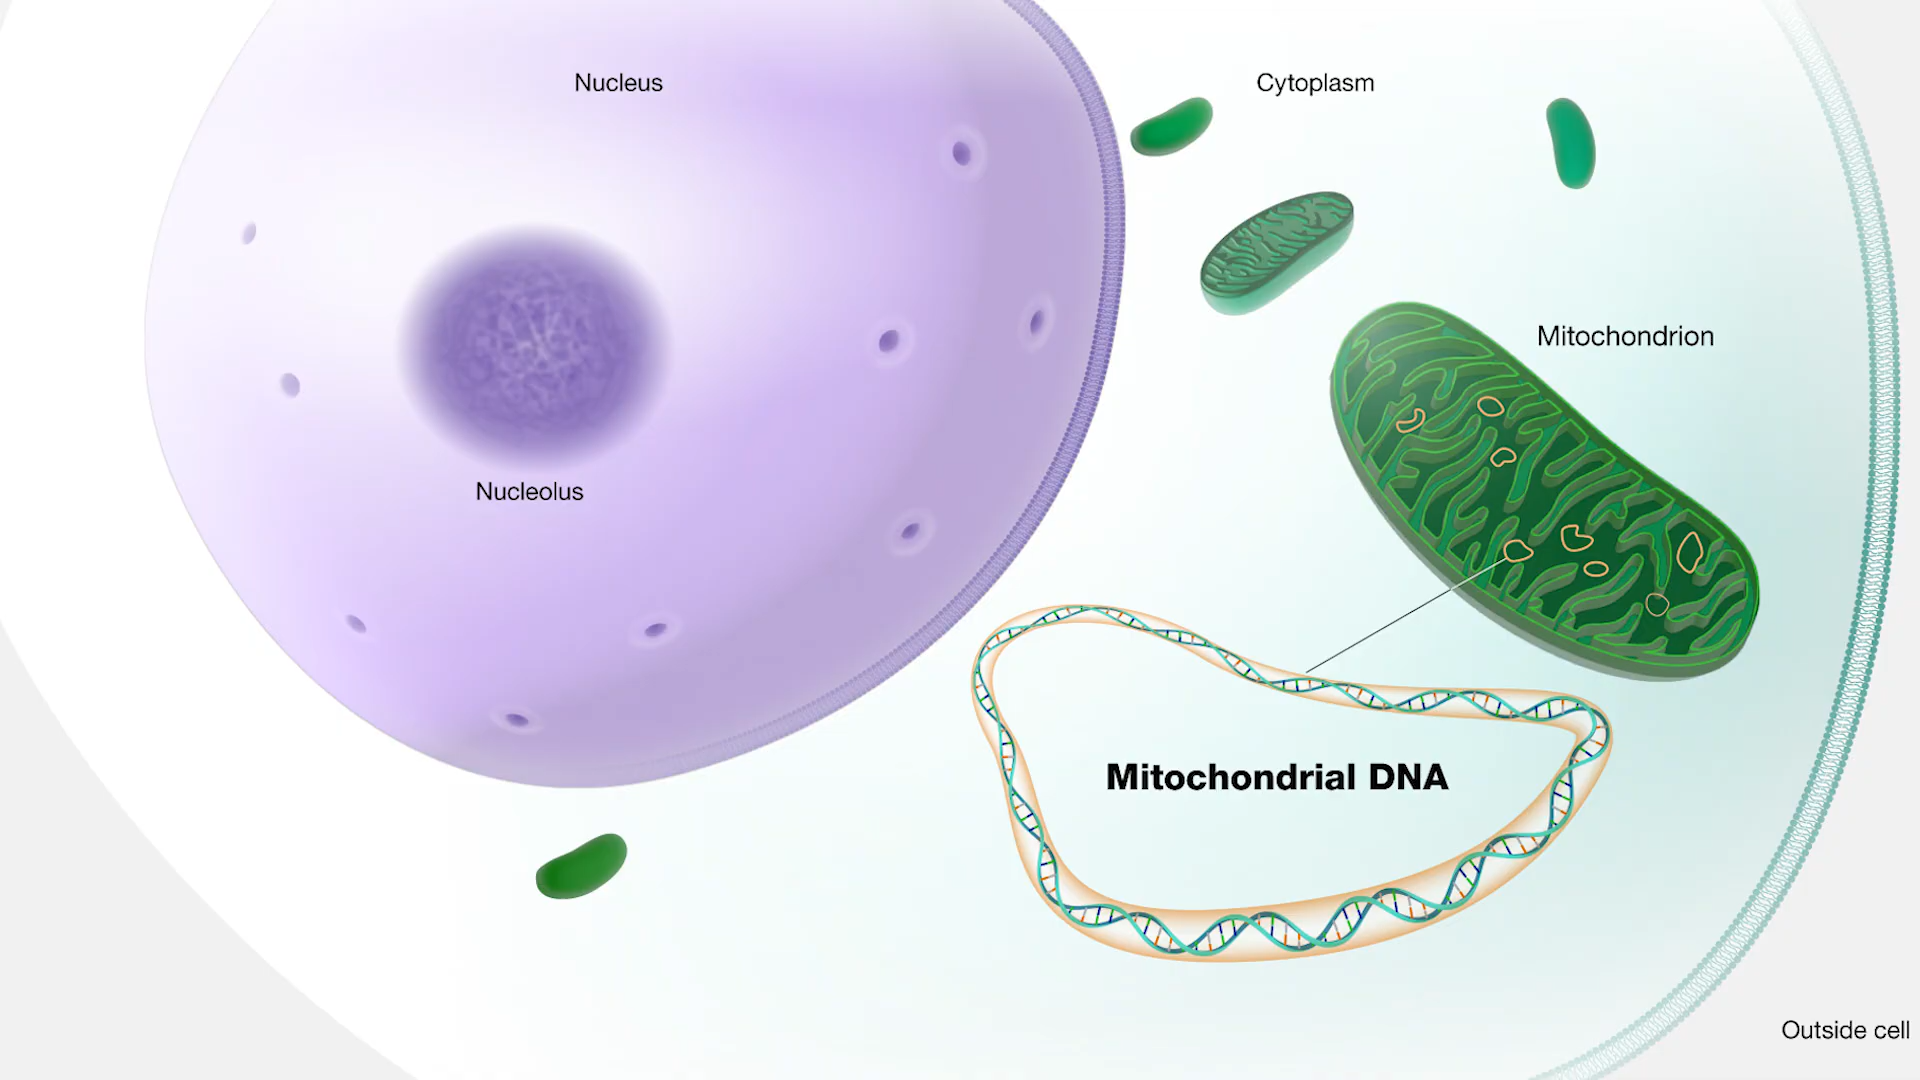 Nucleus
Cytoplasm
Mitochondrion
Nucleolus
Mitochondrial DNA
Outside cell